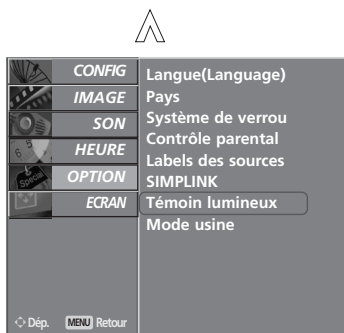 CONFIG
IMAGE
SON
HEURE
OPTION
ECRAN
Langue(Language)
Pays
Système de verrou
Contrôle parental
Labels des sources
SIMPLINK
Témoin lumineux
Mode usine
Dép. MENU Retour